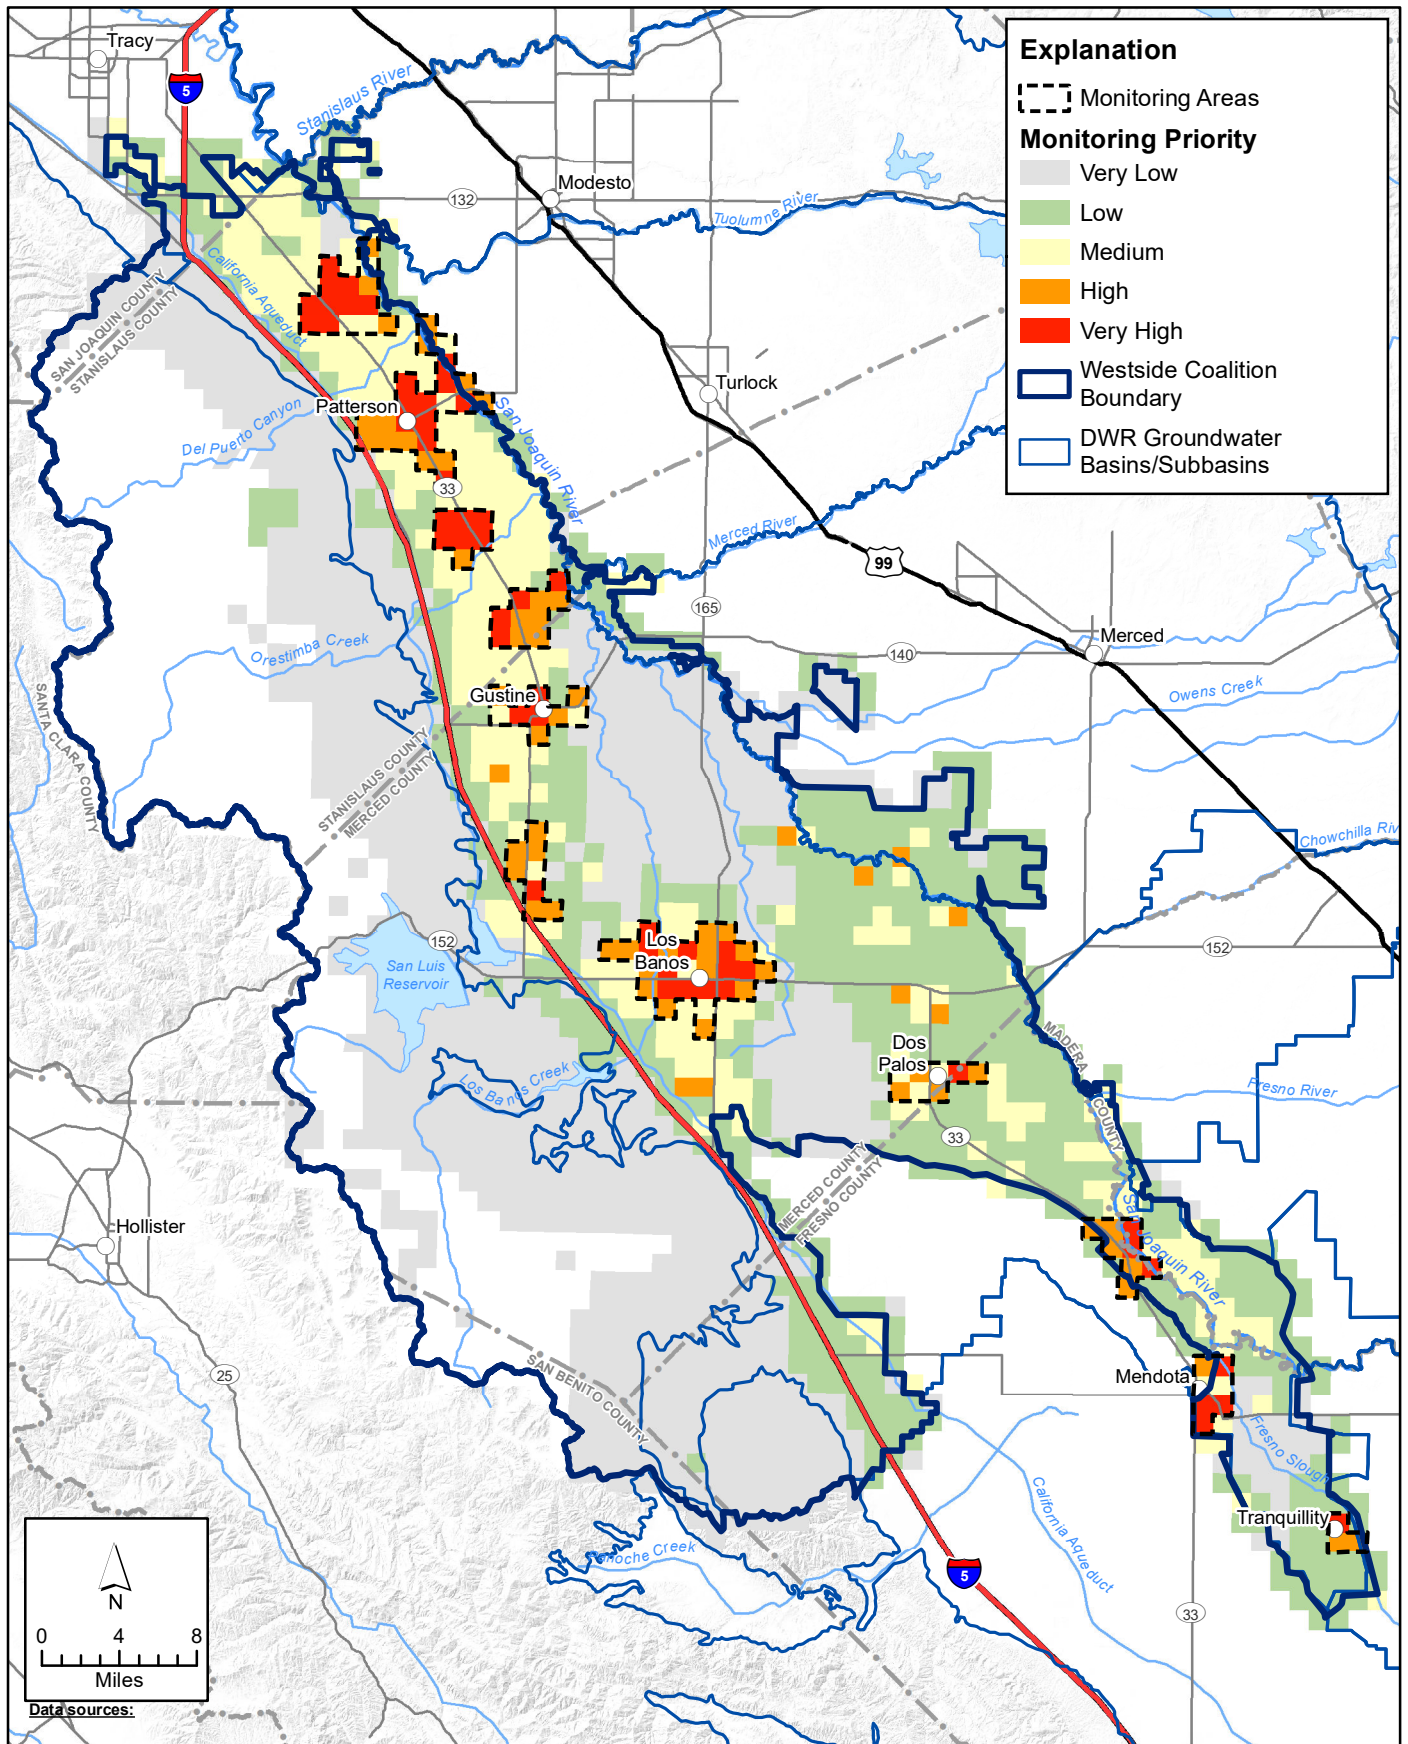 Tracy
5
Stanislaus River
132
Modesto
Tuolumne River
California Aqueduct
SAN JOAQUIN COUNTY
STANISLAUS COUNTY
Turlock
Patterson
Del Puerto Canyon
San Joaquin River
33
Merced River
99
165
Merced
140
Owens Creek
Orestimba Creek
Gustine
SANTA CLARA COUNTY
STANISLAUS COUNTY
MERCED COUNTY
Chowchilla Riv
152
San Luis
Reservoir
Los
Banos
152
Dos
Palos
MADERA COUNTY
Los Banos Creek
Fresno River
33
MERCED COUNTY
FRESNO COUNTY
San Joaquin River
Hollister
25
SAN BENITO COUNTY
Mendota
Fresno Slough
Tranquillity
California Aqueduct
Panoche Creek
5
33
Explanation
Monitoring Areas
Monitoring Priority
Very Low
Low
Medium
High
Very High
Westside Coalition
Boundary
DWR Groundwater
Basins/Subbasins
N
0 4 8
Miles
Data sources: